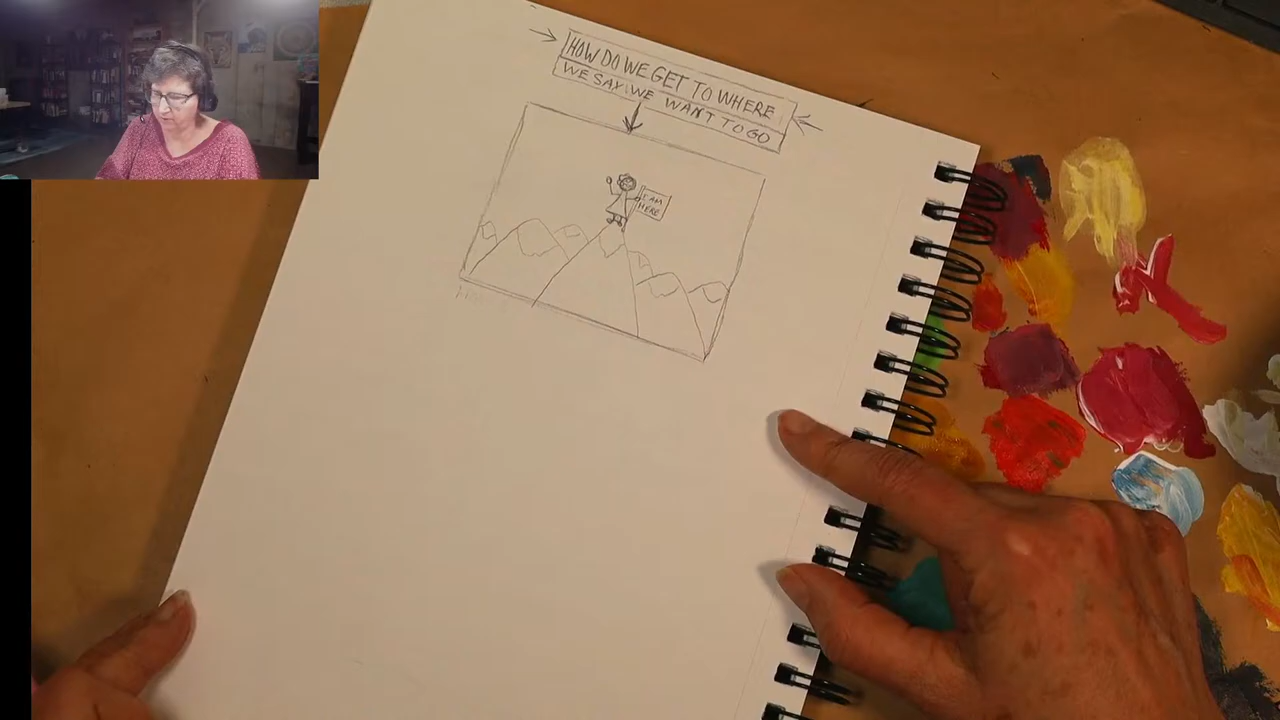 HOW DO WE GET TO WHERE
WE SAY WE WANT TO GO
I AM
HERE